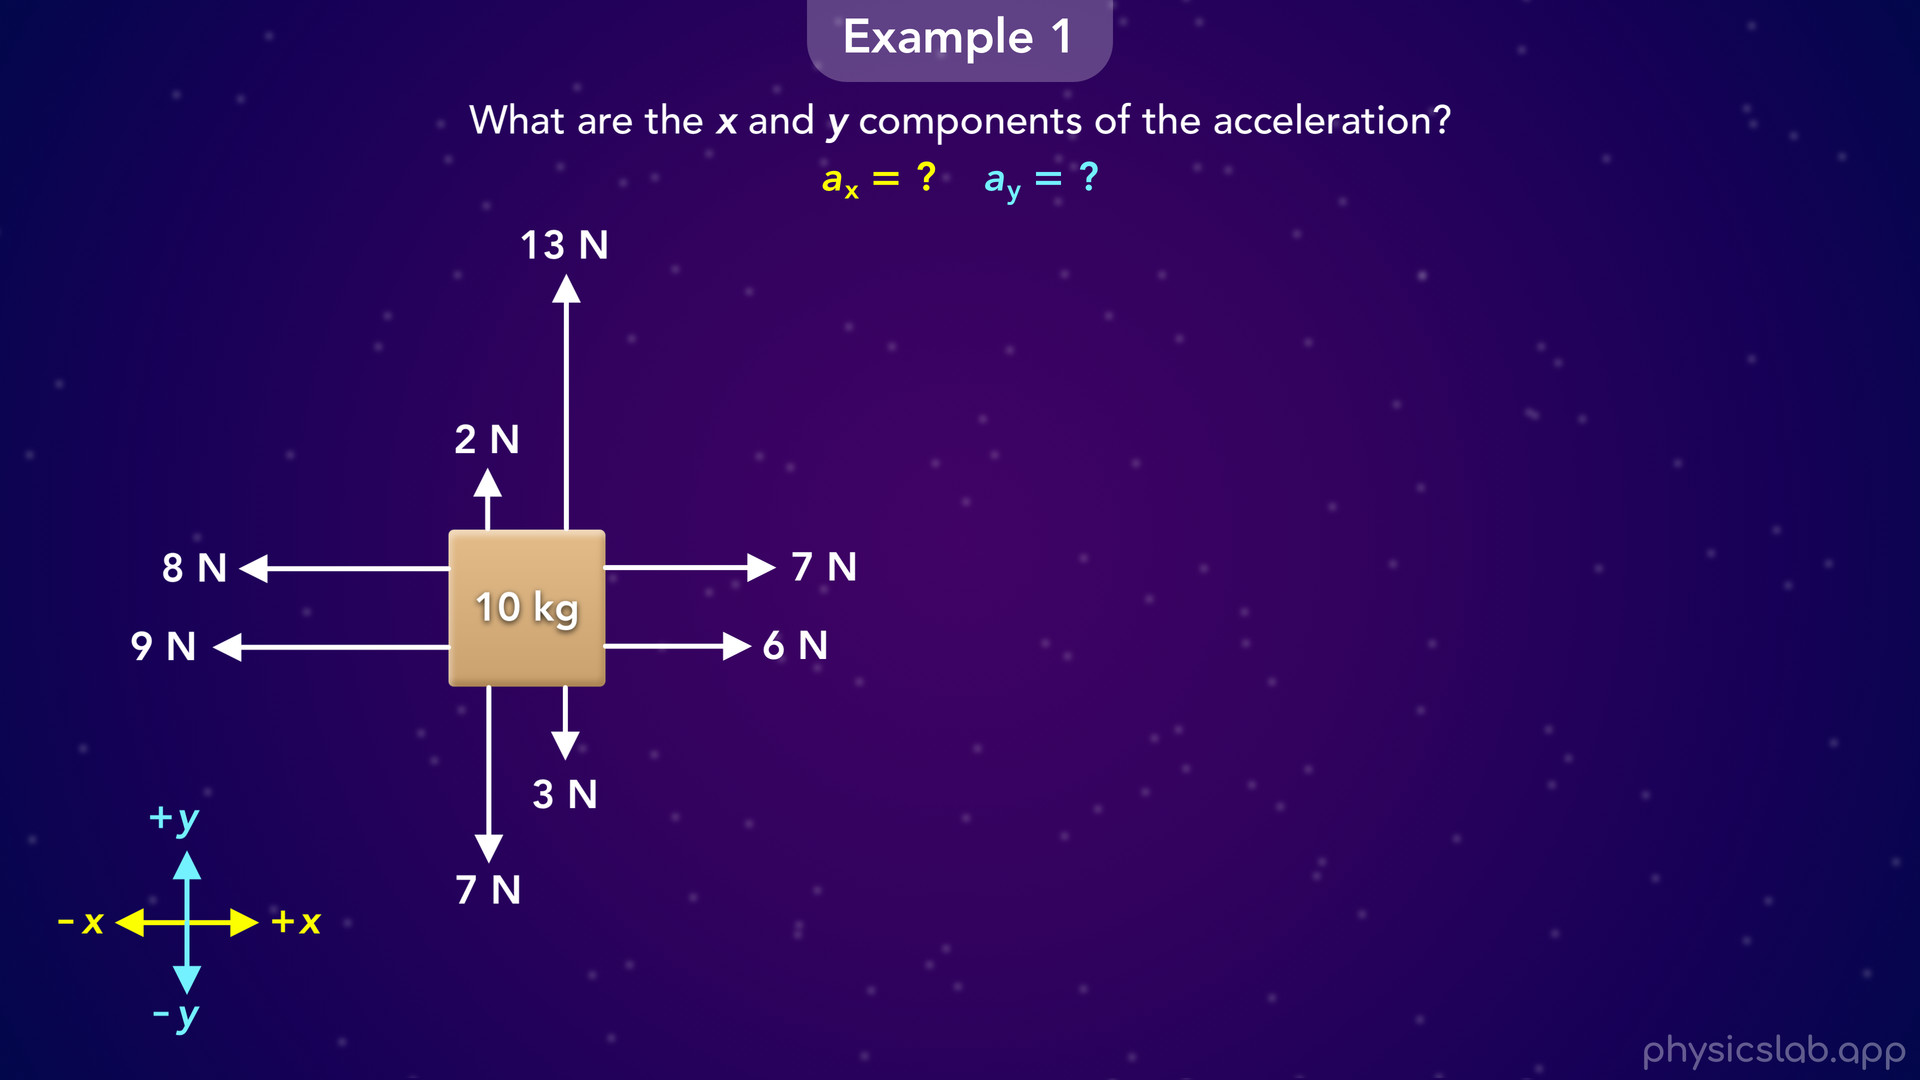 Example 1
What are the x and y components of the acceleration?
ax = ? ay = ?
13 N
2 N
8 N
7 N
10 kg
9 N
6 N
3 N
7 N
+y
-x
+x
-y
physicslab.app